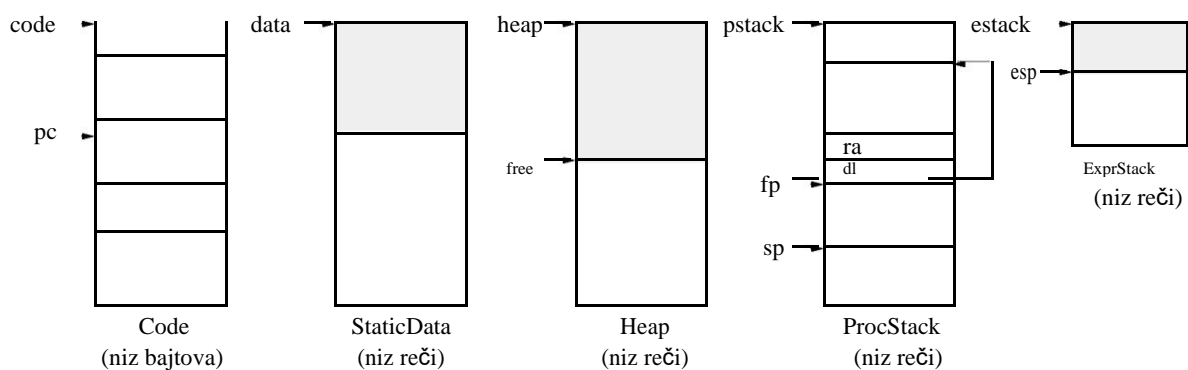 code data heap pstack estack
esp
pc
ra
free dl ExprStack
fp (niz reči)
sp
Code StaticData Heap ProcStack
(niz bajtova) (niz reči) (niz reči) (niz reči)